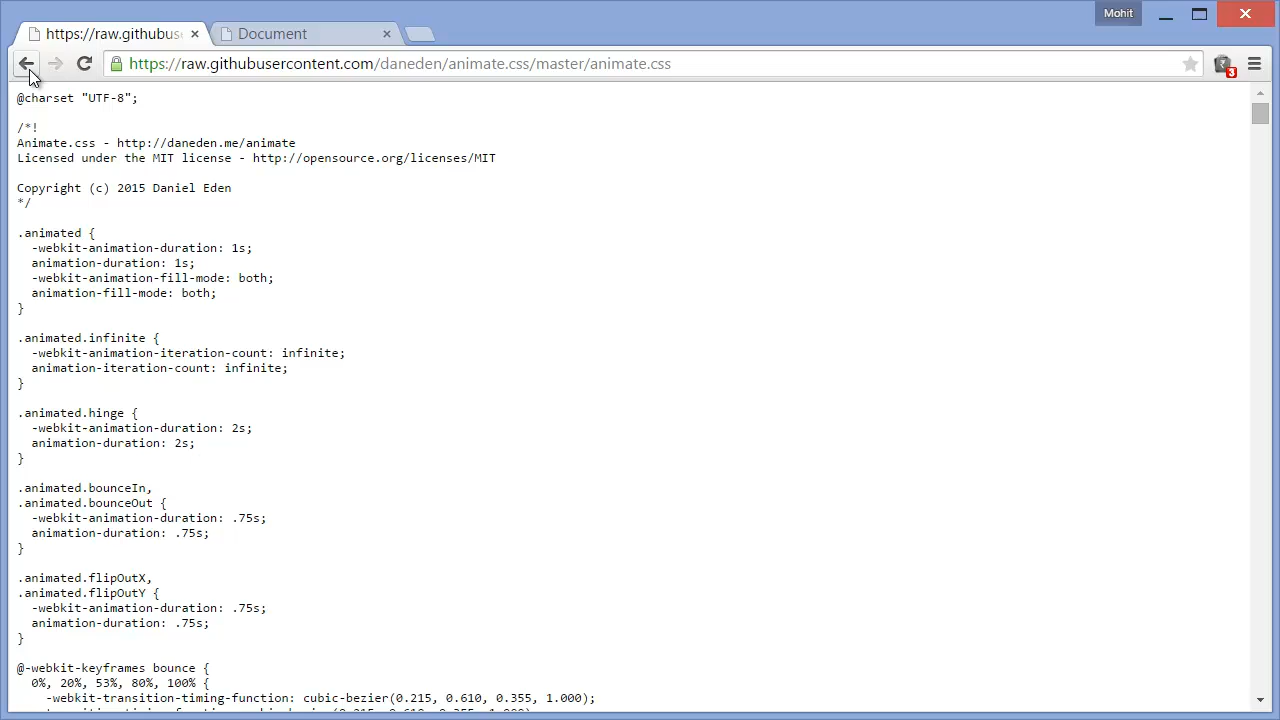 Mohit
https://raw.githubus
Document
https://raw.githubusercontent.com/daneden/animate.css/master/animate.css
3
@charset "UTF-8";
/*!
Animate.css - http://daneden.me/animate
Licensed under the MIT license - http://opensource.org/licenses/MIT
Copyright (c) 2015 Daniel Eden
*/
.animated {
-webkit-animation-duration: 1s;
animation-duration: 1s;
-webkit-animation-fill-mode: both;
animation-fill-mode: both;
}
.animated.infinite {
-webkit-animation-iteration-count: infinite;
animation-iteration-count: infinite;
}
.animated.hinge {
-webkit-animation-duration: 2s;
animation-duration: 2s;
}
.animated.bounceIn,
.animated.bounceOut {
-webkit-animation-duration: .75s;
animation-duration: .75s;
}
.animated.flipOutX,
.animated.flipOutY {
-webkit-animation-duration: .75s;
animation-duration: .75s;
}
@-webkit-keyframes bounce {
0%, 20%, 53%, 80%, 100% {
-webkit-transition-timing-function: cubic-bezier(0.215, 0.610, 0.355, 1.000);